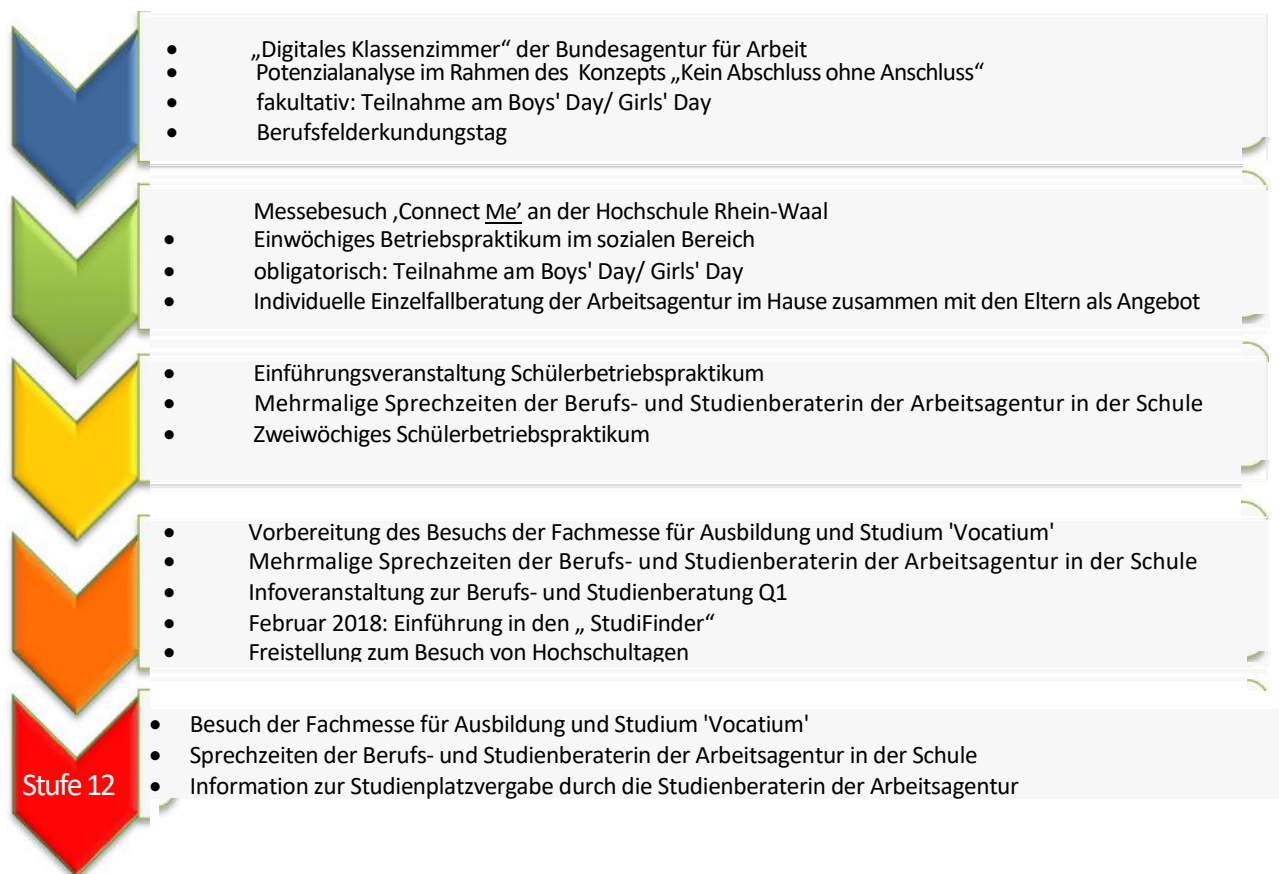 • „Digitales Klassenzimmer“ der Bundesagentur für Arbeit
• Potenzialanalyse im Rahmen des Konzepts „Kein Abschluss ohne Anschluss“
• fakultativ: Teilnahme am Boys' Day/ Girls' Day
• Berufsfelderkundungstag
Messebesuch ‚Connect Me’ an der Hochschule Rhein-Waal
• Einwöchiges Betriebspraktikum im sozialen Bereich
• obligatorisch: Teilnahme am Boys' Day/ Girls' Day
• Individuelle Einzelfallberatung der Arbeitsagentur im Hause zusammen mit den Eltern als Angebot
• Einführungsveranstaltung Schülerbetriebspraktikum
• Mehrmalige Sprechzeiten der Berufs- und Studienberaterin der Arbeitsagentur in der Schule
• Zweiwöchiges Schülerbetriebspraktikum
• Vorbereitung des Besuchs der Fachmesse für Ausbildung und Studium 'Vocatium'
• Mehrmalige Sprechzeiten der Berufs- und Studienberaterin der Arbeitsagentur in der Schule
• Infoveranstaltung zur Berufs- und Studienberatung Q1
• Februar 2018: Einführung in den „ StudiFinder“
• Freistellung zum Besuch von Hochschultagen
Stufe 12
• Besuch der Fachmesse für Ausbildung und Studium 'Vocatium'
• Sprechzeiten der Berufs- und Studienberaterin der Arbeitsagentur in der Schule
• Information zur Studienplatzvergabe durch die Studienberaterin der Arbeitsagentur